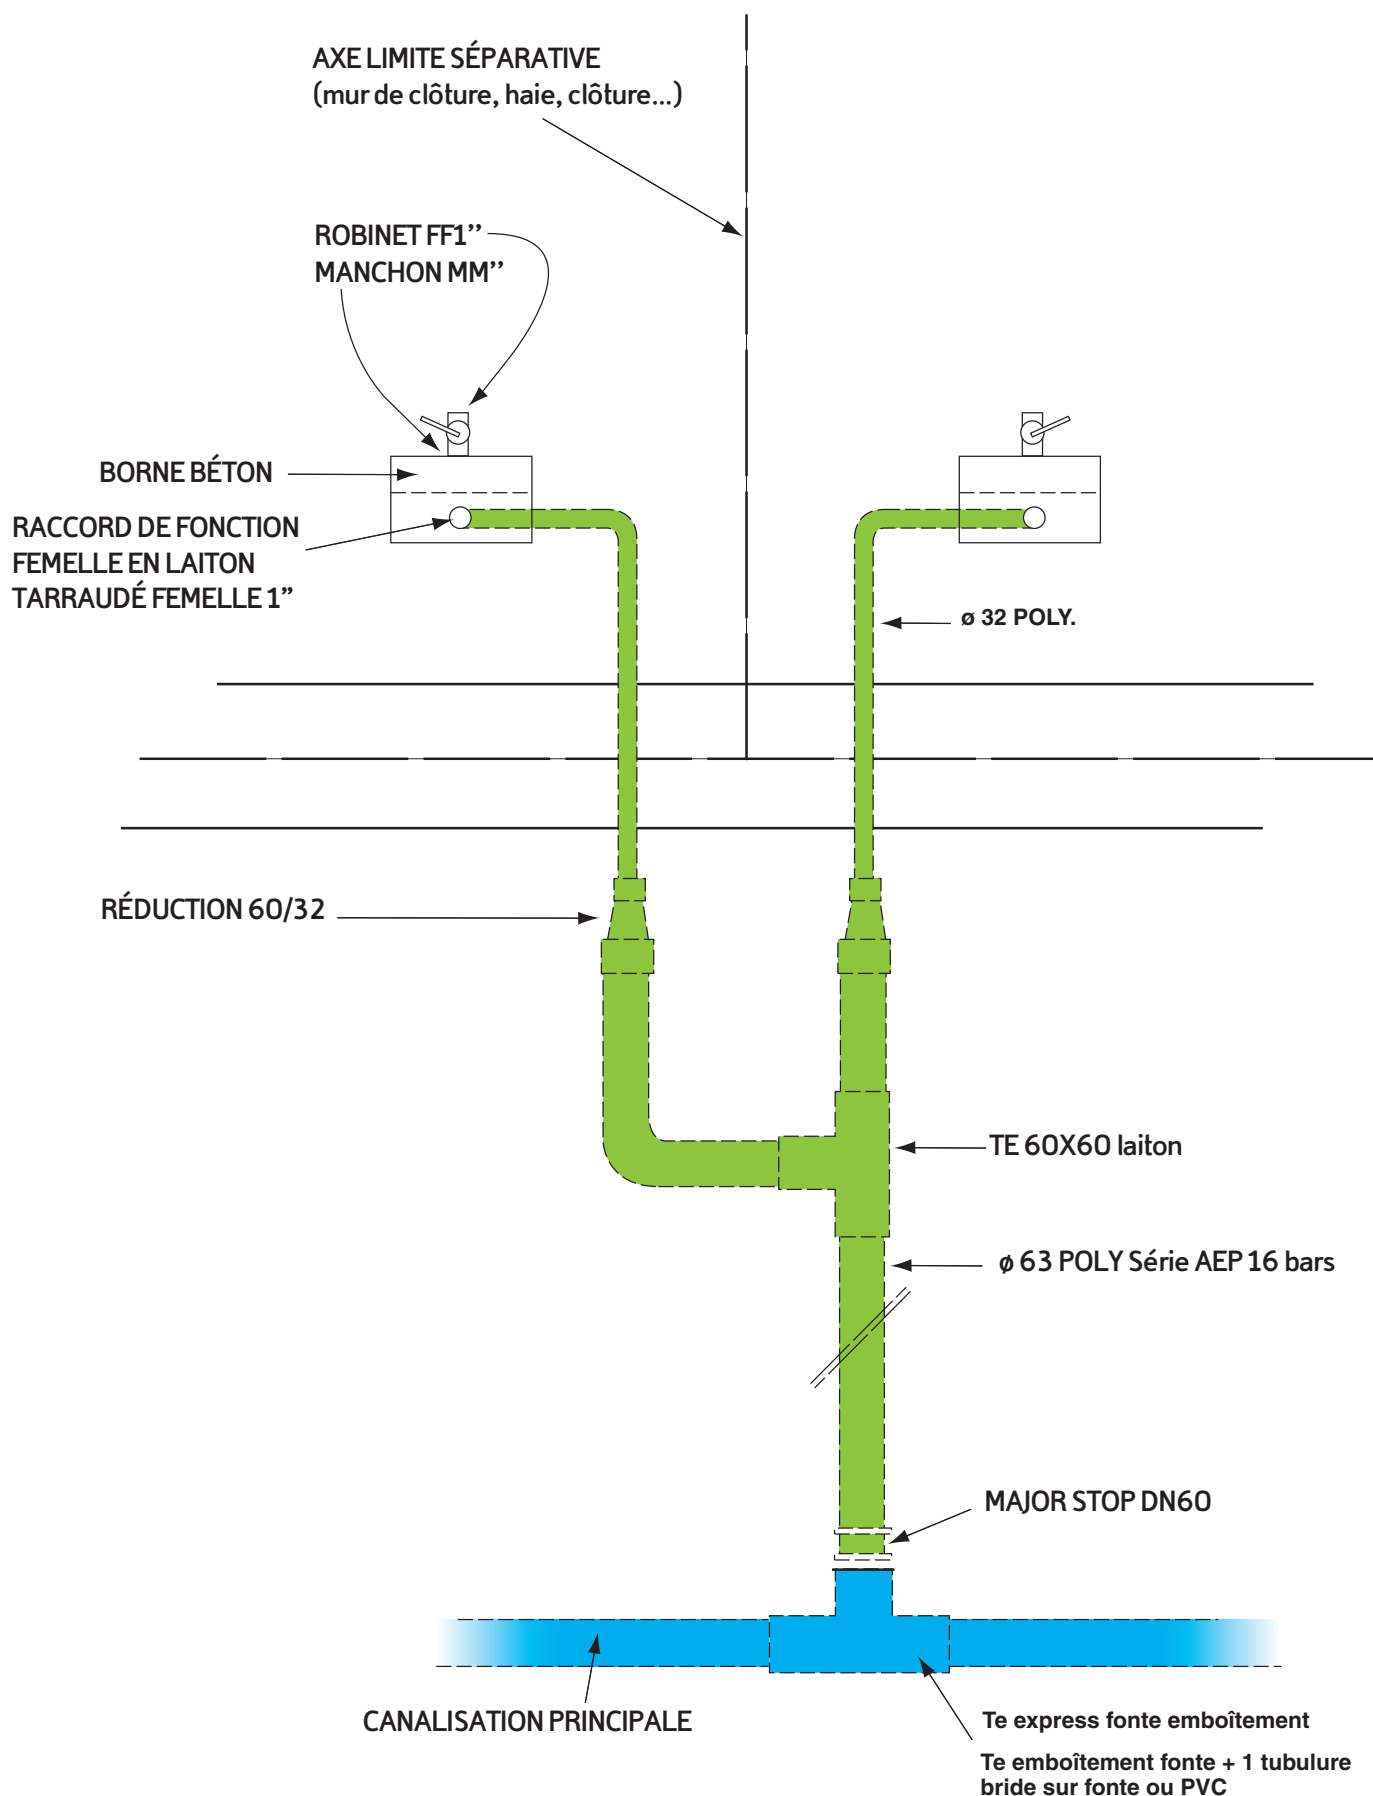 AXE LIMITE SÉPARATIVE
(mur de clôture, haie, clôture...)
ROBINET FF1’’
MANCHON MM’’
BORNE BÉTON
RACCORD DE FONCTION
FEMELLE EN LAITON
TARRAUDÉ FEMELLE 1”
ø 32 POLY.
RÉDUCTION 60/32
TE 60X60 laiton
ø 63 POLY Série AEP 16 bars
MAJOR STOP DN60
CANALISATION PRINCIPALE
Te express fonte emboîtement
Te emboîtement fonte + 1 tubulure
bride sur fonte ou PVC